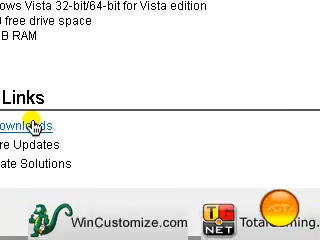 ows Vista 32-bit/64-bit for Vista edition
free drive space
B RAM
Links
ownloads
re Updates
ate Solutions
WinCustomize.com
NET